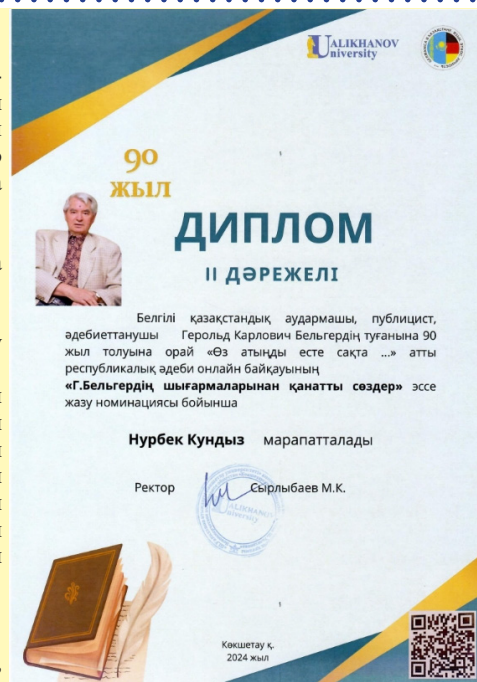 UALIKHANOV
University
90
ЖЫЛ
ДИПЛОМ
II ДӘРЕЖЕЛІ
Белгілі қазақстандық аудармашы, публицист,
әдебиеттанушы Герольд Карлович Бельгердің туғанына 90
жыл толуына орай «Өз атыңды есте сақта ...» атты
республикалық әдеби онлайн байқауының
«Г.Бельгердің шығармаларынан қанатты сөздер» эссе
жазу номинациясы бойынша
Нурбек Кундыз марапатталады
Ректор Сырлыбаев М.К.
UALIKHANOV
University
Көкшетау қ.
2024 жыл